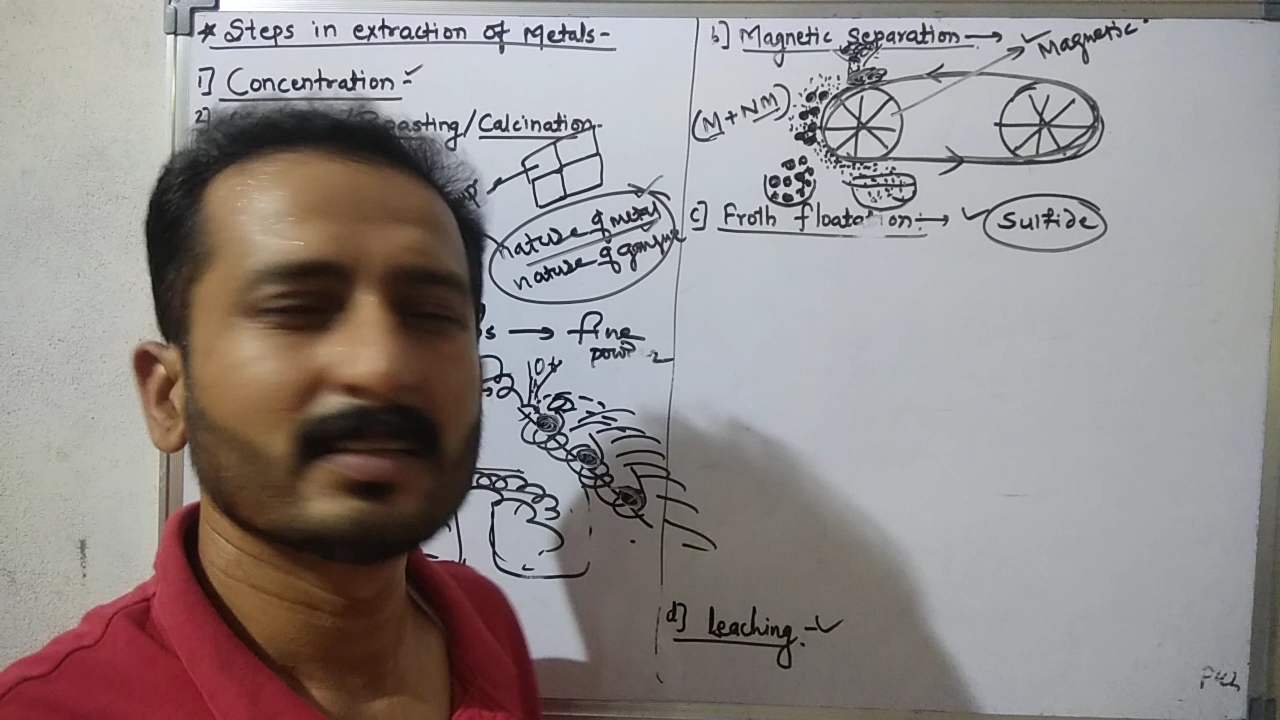 * Steps in extraction of Metals-
1] Concentration:-
2] Roasting/Calcination-
nature of metal
nature of gangue
→ fine
b] Magnetic Separation →
Magnetic
(M + NM)
c] Froth floatation:→ Sulfide
d] Leaching:-